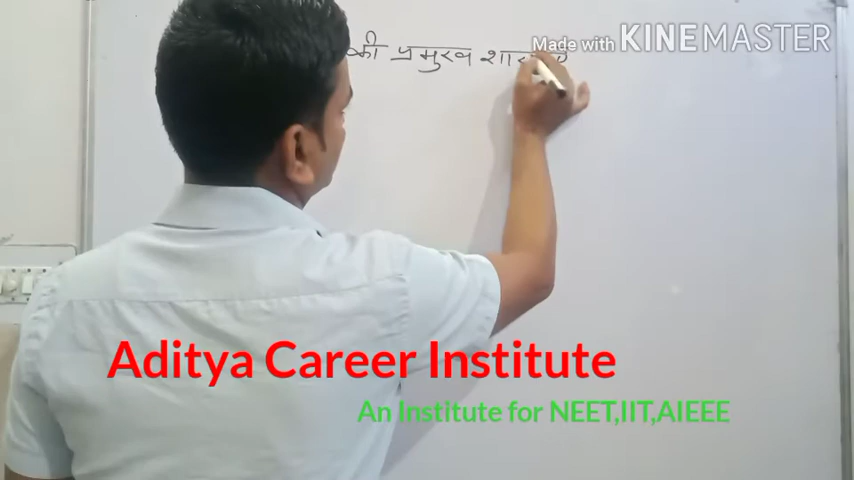 की प्रमुख
Made with KINEMASTER
Aditya Career Institute
An Institute for NEET,IIT,AIEEE